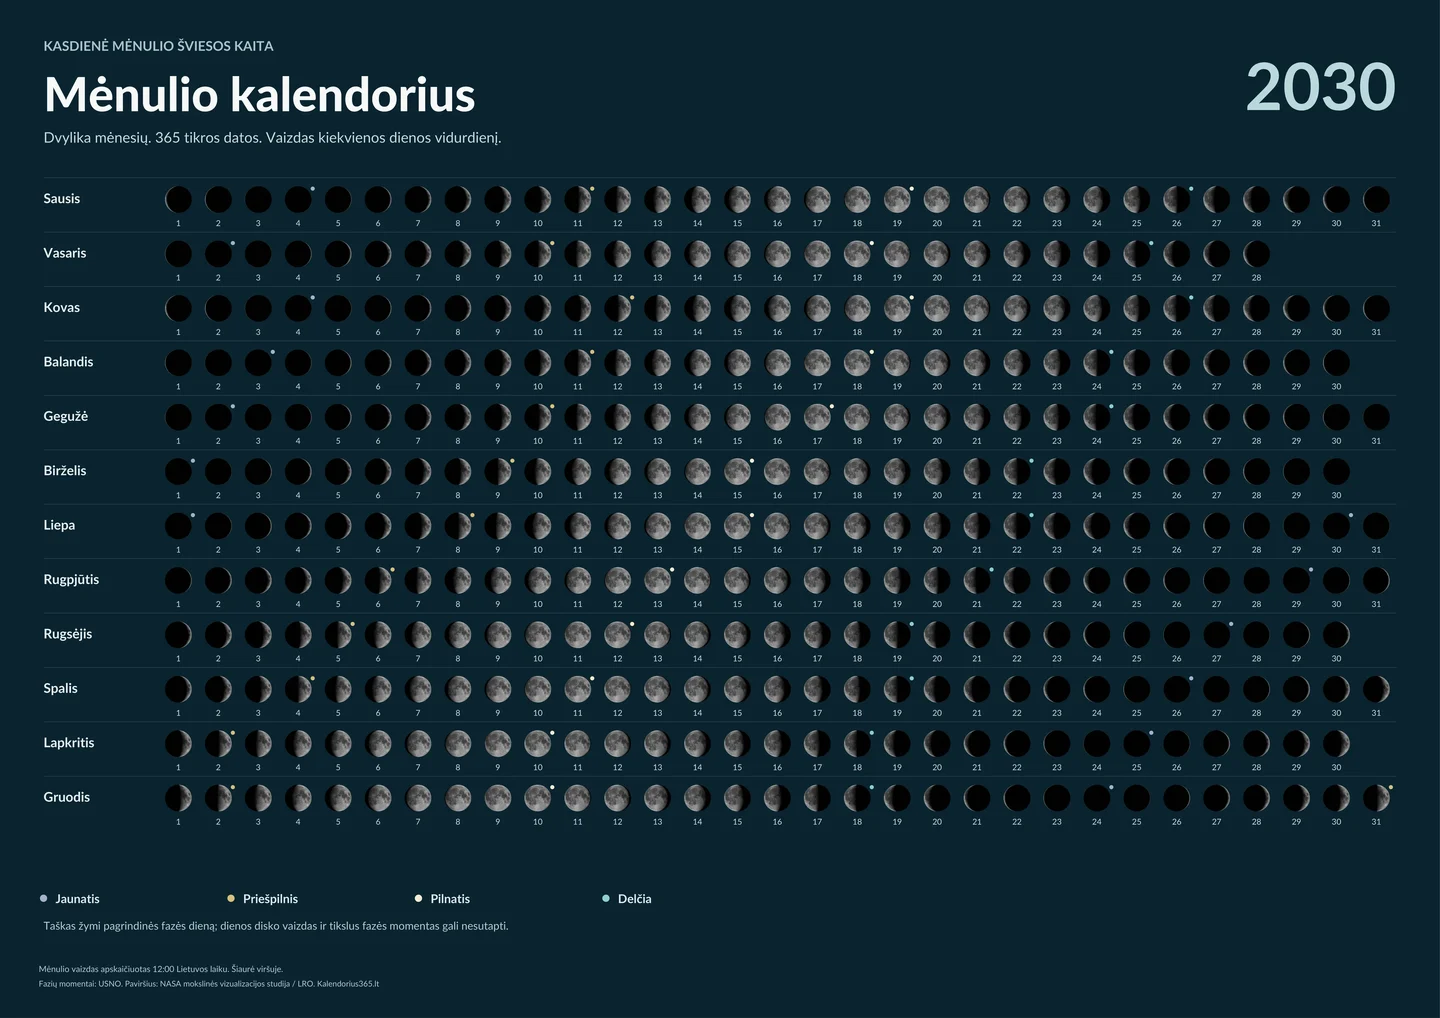 KASDIENĖ MĖNULIO ŠVIESOS KAITA
Mėnulio kalendorius
2030
Dvylika mėnesių. 365 tikros datos. Vaizdas kiekvienos dienos vidurdienį.
Sausis
1 2 3 4 5 6 7 8 9 10 11 12 13 14 15 16 17 18 19 20 21 22 23 24 25 26 27 28 29 30 31
Vasaris
1 2 3 4 5 6 7 8 9 10 11 12 13 14 15 16 17 18 19 20 21 22 23 24 25 26 27 28
Kovas
1 2 3 4 5 6 7 8 9 10 11 12 13 14 15 16 17 18 19 20 21 22 23 24 25 26 27 28 29 30 31
Balandis
1 2 3 4 5 6 7 8 9 10 11 12 13 14 15 16 17 18 19 20 21 22 23 24 25 26 27 28 29 30
Gegužė
1 2 3 4 5 6 7 8 9 10 11 12 13 14 15 16 17 18 19 20 21 22 23 24 25 26 27 28 29 30 31
Birželis
1 2 3 4 5 6 7 8 9 10 11 12 13 14 15 16 17 18 19 20 21 22 23 24 25 26 27 28 29 30
Liepa
1 2 3 4 5 6 7 8 9 10 11 12 13 14 15 16 17 18 19 20 21 22 23 24 25 26 27 28 29 30 31
Rugpjūtis
1 2 3 4 5 6 7 8 9 10 11 12 13 14 15 16 17 18 19 20 21 22 23 24 25 26 27 28 29 30 31
Rugsėjis
1 2 3 4 5 6 7 8 9 10 11 12 13 14 15 16 17 18 19 20 21 22 23 24 25 26 27 28 29 30
Spalis
1 2 3 4 5 6 7 8 9 10 11 12 13 14 15 16 17 18 19 20 21 22 23 24 25 26 27 28 29 30 31
Lapkritis
1 2 3 4 5 6 7 8 9 10 11 12 13 14 15 16 17 18 19 20 21 22 23 24 25 26 27 28 29 30
Gruodis
1 2 3 4 5 6 7 8 9 10 11 12 13 14 15 16 17 18 19 20 21 22 23 24 25 26 27 28 29 30 31
Jaunatis Priešpilnis Pilnatis Delčia
Taškas žymi pagrindinės fazės dieną; dienos disko vaizdas ir tikslus fazės momentas gali nesutapti.
Mėnulio vaizdas apskaičiuotas 12:00 Lietuvos laiku. Šiaurė viršuje.
Fazių momentai: USNO. Paviršius: NASA mokslinės vizualizacijos studija / LRO. Kalendorius365.lt